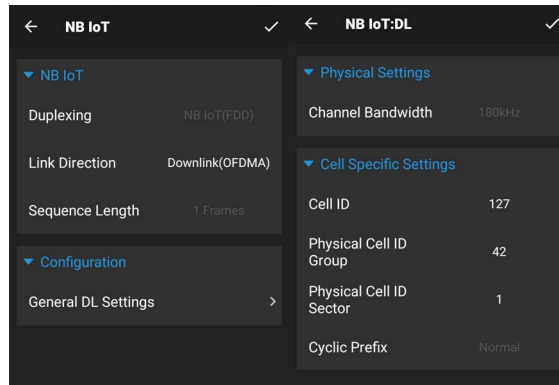 NB IoT
NB IoT
Duplexing NB IoT(FDD)
Link Direction Downlink(OFDMA)
Sequence Length 1 Frames
Configuration
General DL Settings
NB IoT:DL
Physical Settings
Channel Bandwidth 180kHz
Cell Specific Settings
Cell ID 127
Physical Cell ID
Group 42
Physical Cell ID
Sector 1
Cyclic Prefix Normal